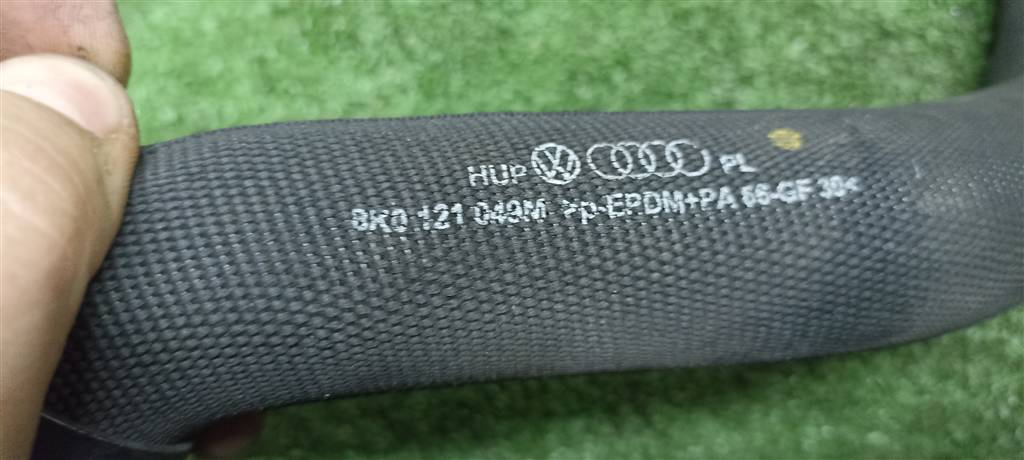 HUP PL
8K0 121 049M >p-EPDM+PA 66-GF 30<